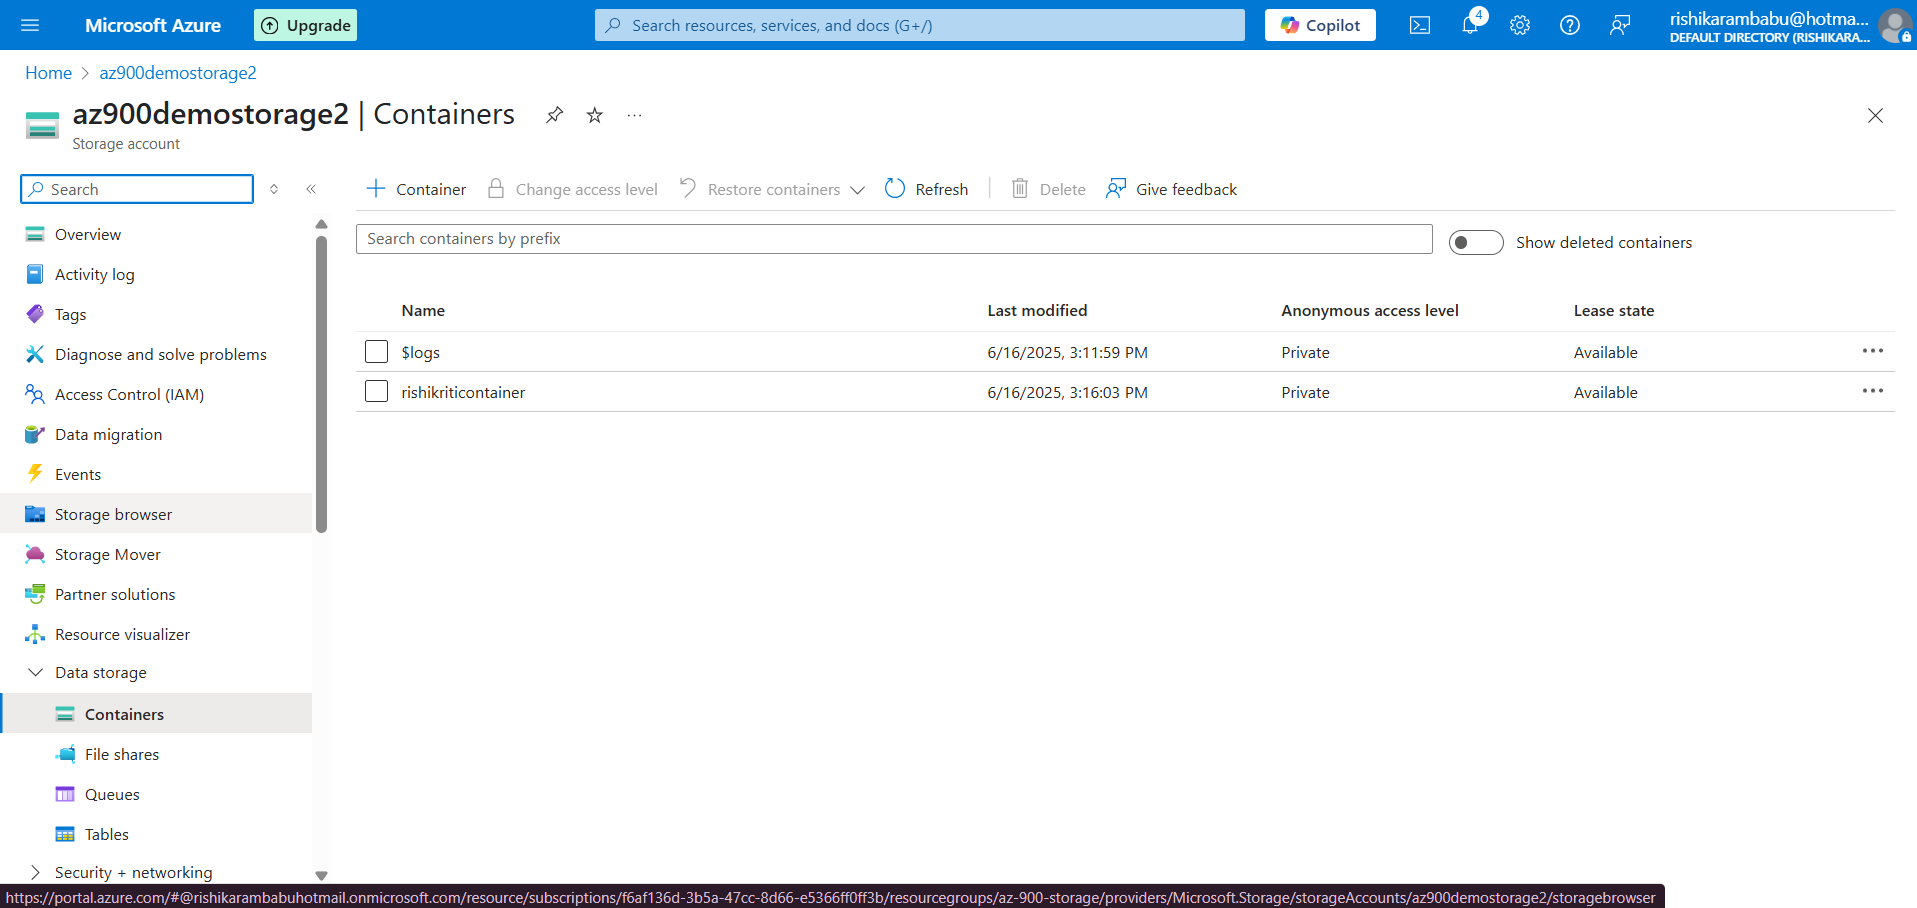 Microsoft Azure
Upgrade
Search resources, services, and docs (G+/)
Copilot
4
rishikarambabu@hotma...
DEFAULT DIRECTORY (RISHIKARA...
Home > az900demostorage2
az900demostorage2 | Containers
Storage account
Search
Container
Change access level
Restore containers
Refresh
Delete
Give feedback
Search containers by prefix
Show deleted containers
Overview
Activity log
Tags
Diagnose and solve problems
Access Control (IAM)
Data migration
Events
Storage browser
Storage Mover
Partner solutions
Resource visualizer
Data storage
Containers
File shares
Queues
Tables
Security + networking
Name Last modified Anonymous access level Lease state
$logs 6/16/2025, 3:11:59 PM Private Available
rishikriticontainer 6/16/2025, 3:16:03 PM Private Available
https://portal.azure.com/#@rishikarambabuhotmail.onmicrosoft.com/resource/subscriptions/f6af136d-3b5a-47cc-8d66-e5366ff0ff3b/resourcegroups/az-900-storage/providers/Microsoft.Storage/storageAccounts/az900demostorage2/storagebrowser